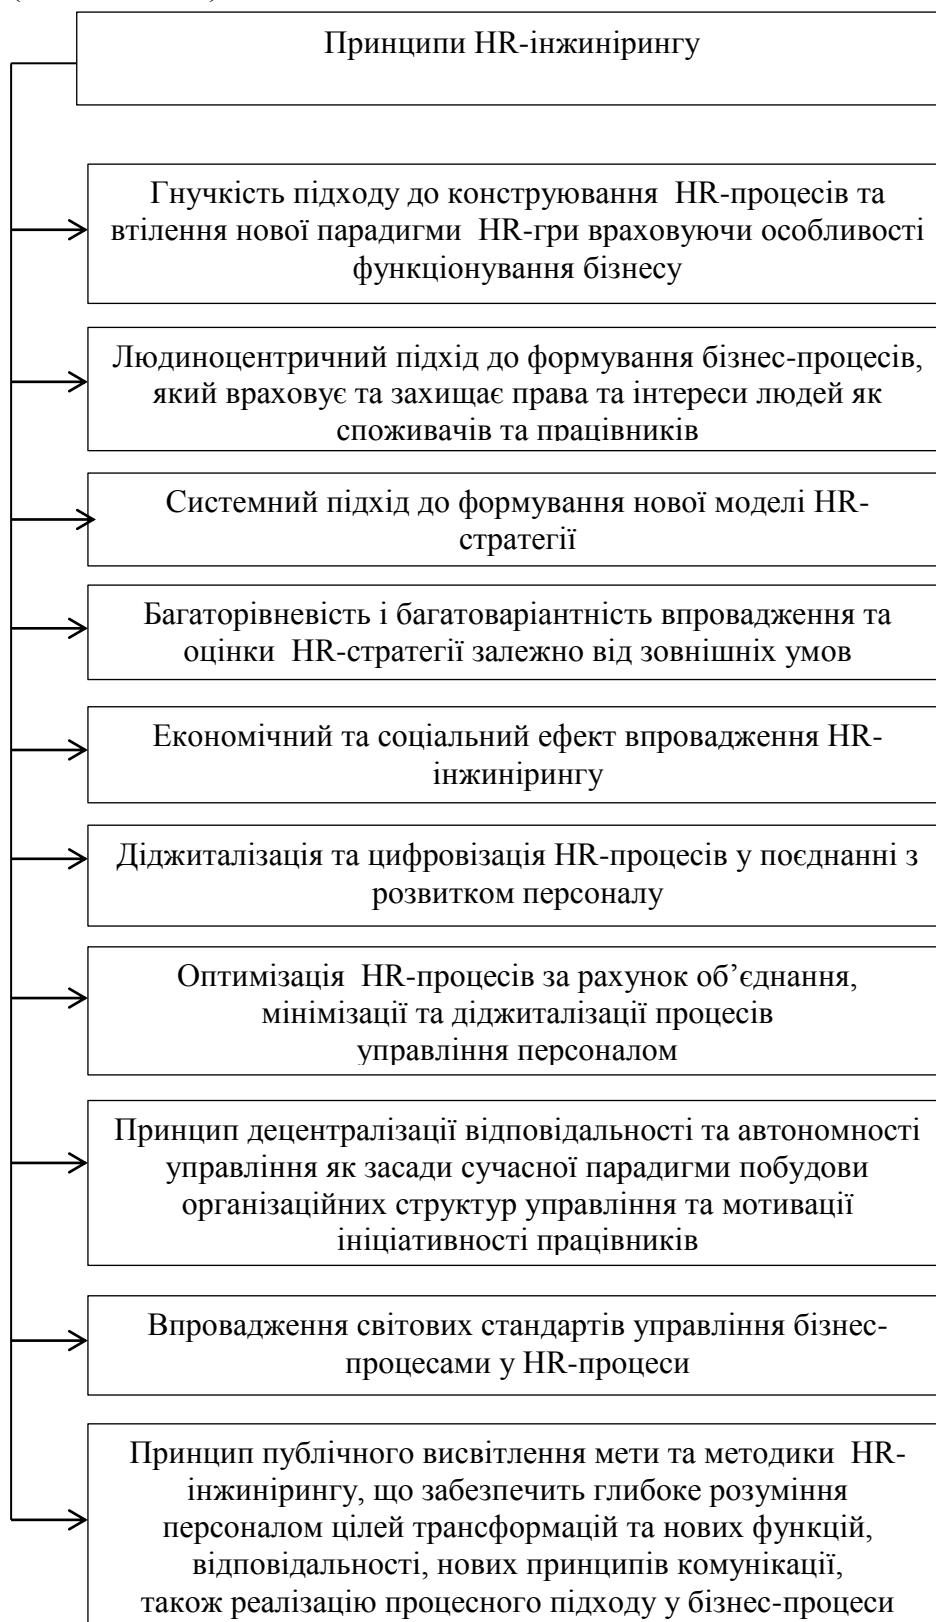 Принципи HR-інжинірингу
Гнучкість підходу до конструювання HR-процесів та
втілення нової парадигми HR-гри враховуючи особливості
функціонування бізнесу
Людиноцентричний підхід до формування бізнес-процесів,
який враховує та захищає права та інтереси людей як
споживачів та працівників
Системний підхід до формування нової моделі HR-
стратегії
Багаторівневість і багатоваріантність впровадження та
оцінки HR-стратегії залежно від зовнішніх умов
Економічний та соціальний ефект впровадження HR-
інжинірингу
Діджиталізація та цифровізація HR-процесів у поєднанні з
розвитком персоналу
Оптимізація HR-процесів за рахунок об’єднання,
мінімізації та діджиталізації процесів
управління персоналом
Принцип децентралізації відповідальності та автономності
управління як засади сучасної парадигми побудови
організаційних структур управління та мотивації
ініціативності працівників
Впровадження світових стандартів управління бізнес-
процесами у HR-процеси
Принцип публічного висвітлення мети та методики HR-
інжинірингу, що забезпечить глибоке розуміння
персоналом цілей трансформацій та нових функцій,
відповідальності, нових принципів комунікації,
також реалізацію процесного підходу у бізнес-процеси